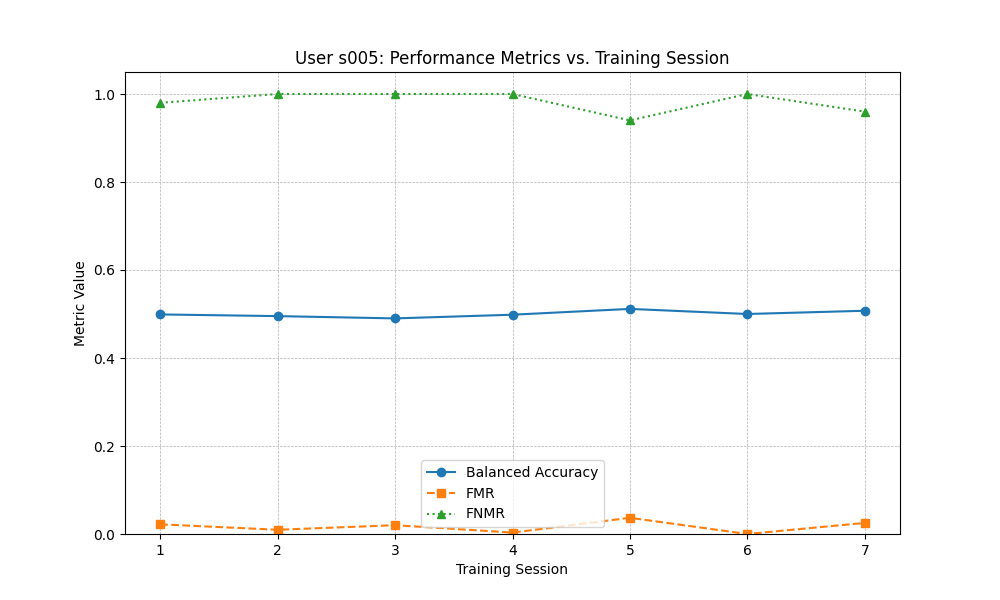 User s005: Performance Metrics vs. Training Session
1.0
0.8
0.6
0.4
0.2
0.0
Metric Value
Balanced Accuracy
FMR
FNMR
1 2 3 4 5 6 7
Training Session